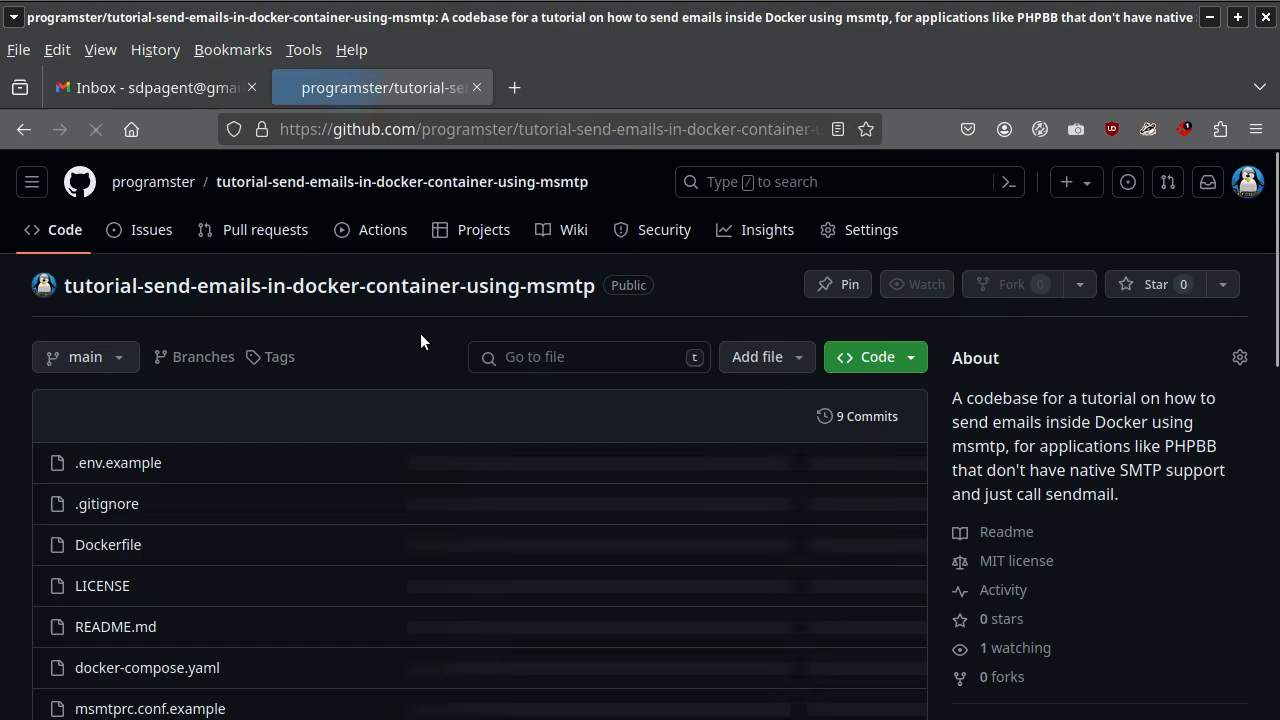 programster/tutorial-send-emails-in-docker-container-using-msmtp: A codebase for a tutorial on how to send emails inside Docker using msmtp, for applications like PHPBB that don't have native
File Edit View History Bookmarks Tools Help
Inbox - sdpagent@gmai
programster/tutorial-se
https://github.com/programster/tutorial-send-emails-in-docker-container-
programster / tutorial-send-emails-in-docker-container-using-msmtp
Type / to search
Code Issues Pull requests Actions Projects Wiki Security Insights Settings
tutorial-send-emails-in-docker-container-using-msmtp Public
Pin Watch Fork 0 Star 0
main Branches Tags Go to file t Add file Code
About
A codebase for a tutorial on how to
send emails inside Docker using
msmtp, for applications like PHPBB
that don't have native SMTP support
and just call sendmail.
9 Commits
.env.example
.gitignore
Dockerfile
LICENSE
README.md
docker-compose.yaml
msmtprc.conf.example
Readme
MIT license
Activity
0 stars
1 watching
0 forks